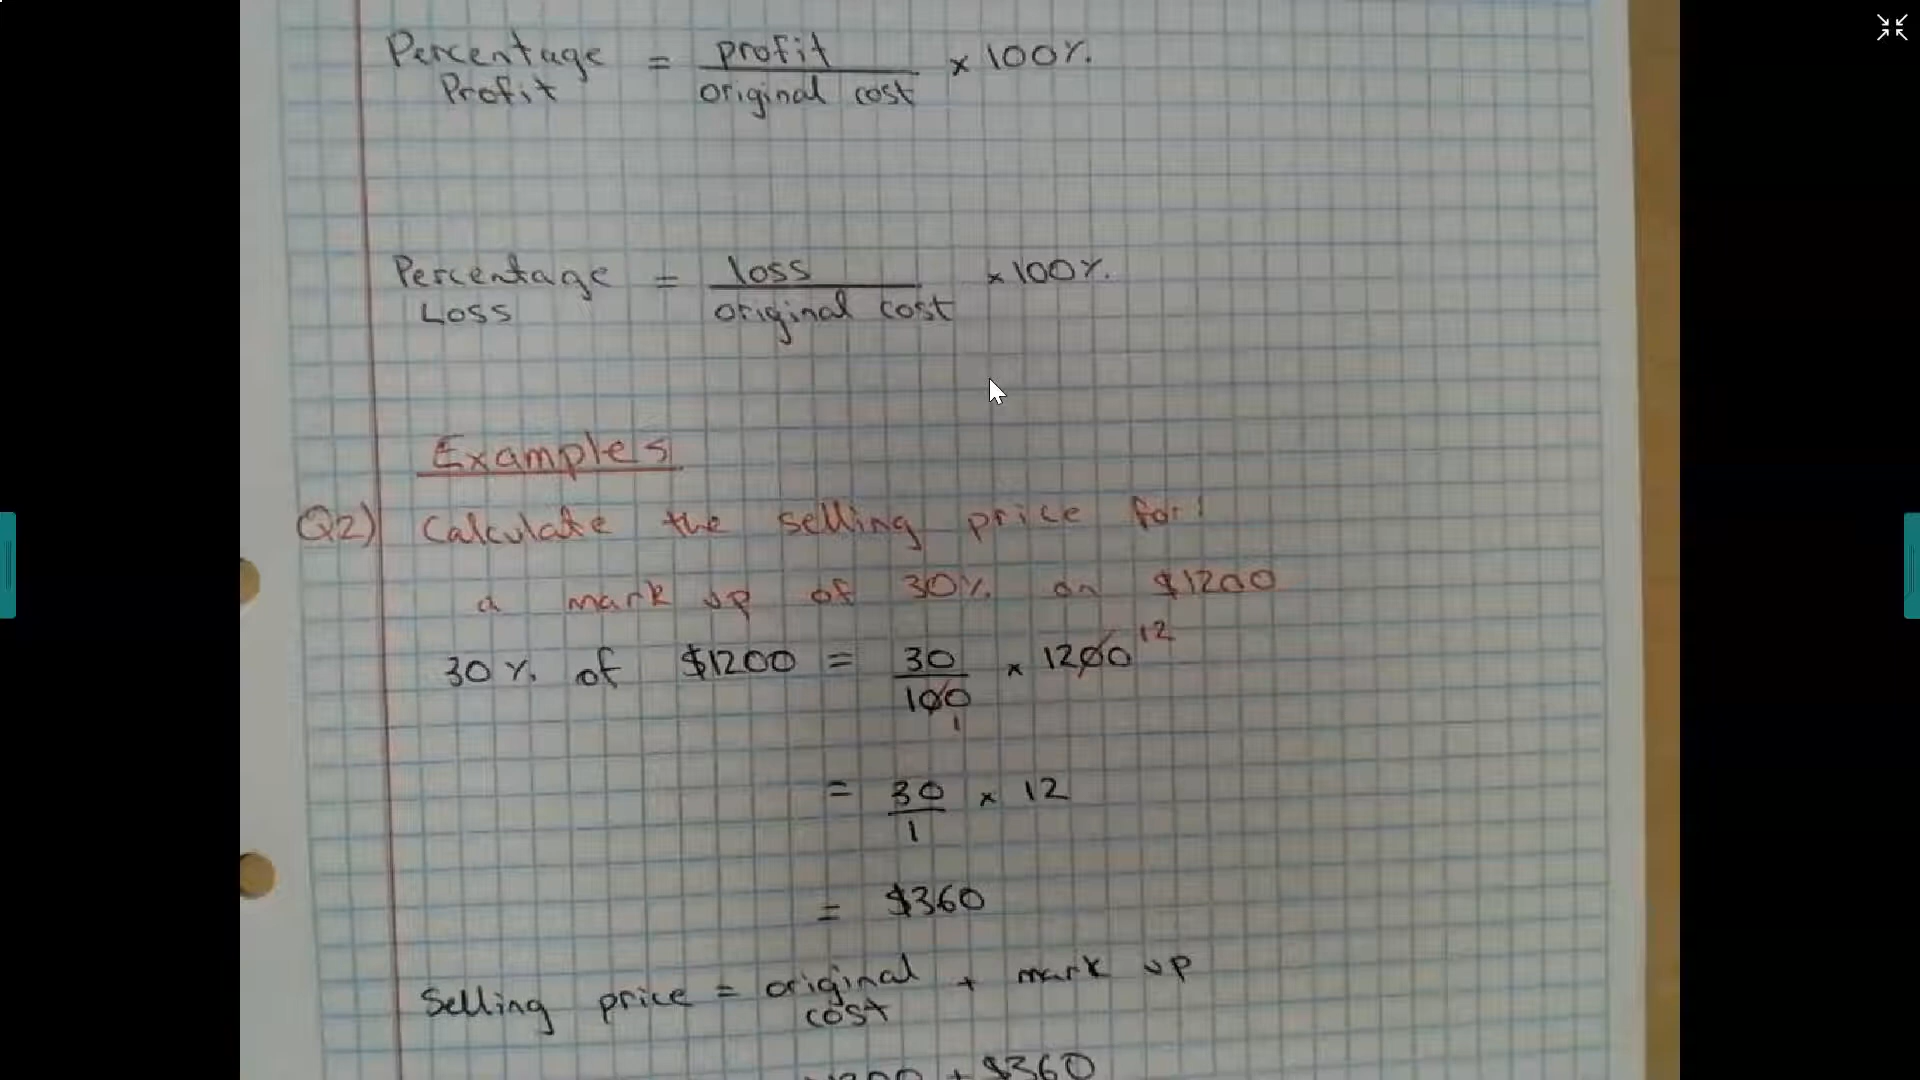 Percentage Profit = profit / original cost × 100%
Percentage Loss = loss / original cost × 100%
Examples
Q2) Calculate the selling price for:
a mark up of 30% on $1200
30% of $1200 = 30/100 × 1200 12
1
= 30/1 × 12
= $360
Selling price = original cost + mark up
+ $360